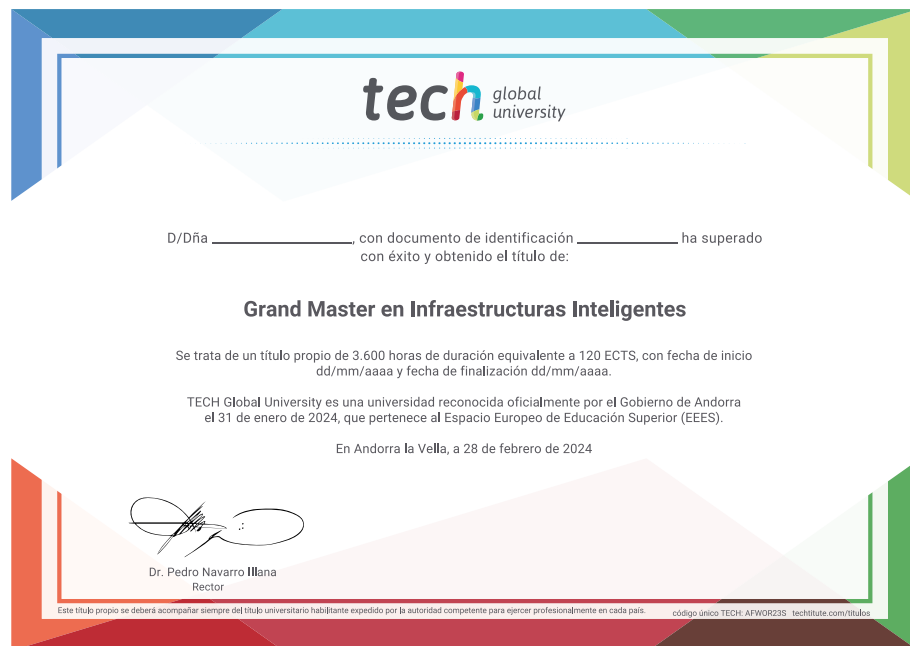 tech global university
D/Dña ____________________, con documento de identificación ______________ ha superado
con éxito y obtenido el título de:
Grand Master en Infraestructuras Inteligentes
Se trata de un título propio de 3.600 horas de duración equivalente a 120 ECTS, con fecha de inicio
dd/mm/aaaa y fecha de finalización dd/mm/aaaa.
TECH Global University es una universidad reconocida oficialmente por el Gobierno de Andorra
el 31 de enero de 2024, que pertenece al Espacio Europeo de Educación Superior (EEES).
En Andorra la Vella, a 28 de febrero de 2024
Dr. Pedro Navarro Illana
Rector
Este título propio se deberá acompañar siempre del título universitario habilitante expedido por la autoridad competente para ejercer profesionalmente en cada país.
código único TECH: AFWOR23S techtitute.com/titulos